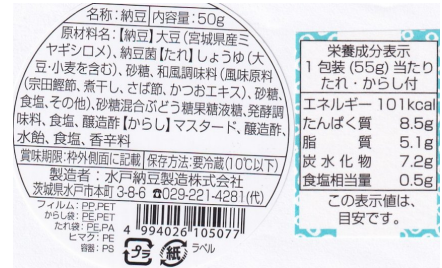 名称:納豆 内容量:50g
原材料名:【納豆】大豆(宮城県産ミ
ヤギシロメ)、納豆菌【たれ】しょうゆ(大
豆・小麦を含む)、砂糖、和風調味料(風味原料
(宗田鰹節、煮干し、さば節、かつおエキス)、砂糖、
食塩、その他)、砂糖混合ぶどう糖果糖液糖、発酵調
味料、食塩、醸造酢【からし】マスタード、醸造酢、
水飴、食塩、香辛料
賞味期限:枠外側面に記載 保存方法:要冷蔵(10℃以下)
製造者:水戸納豆製造株式会社
茨城県水戸市本町3-8-6 ☎029-221-4281(代)
フィルム: PP,PET
からし袋: PE,PET
たれ袋: PE,PA
ヒマク: PE
容器: PS
4 994026 105077
プラ
紙 ラベル
栄養成分表示
1包装(55g)当たり
たれ・からし付
エネルギー 101kcal
たんぱく質 8.5g
脂質 5.1g
炭水化物 7.2g
食塩相当量 0.5g
この表示値は、
目安です。